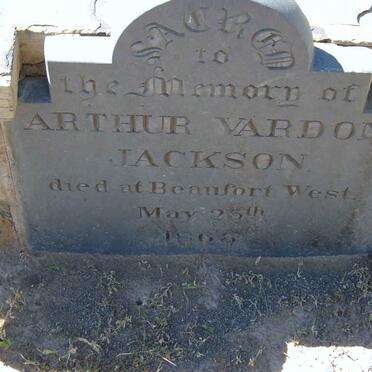 SACRED
to
the Memory of
ARTHUR VARDON
JACKSON
died at Beaufort West.
May 25th